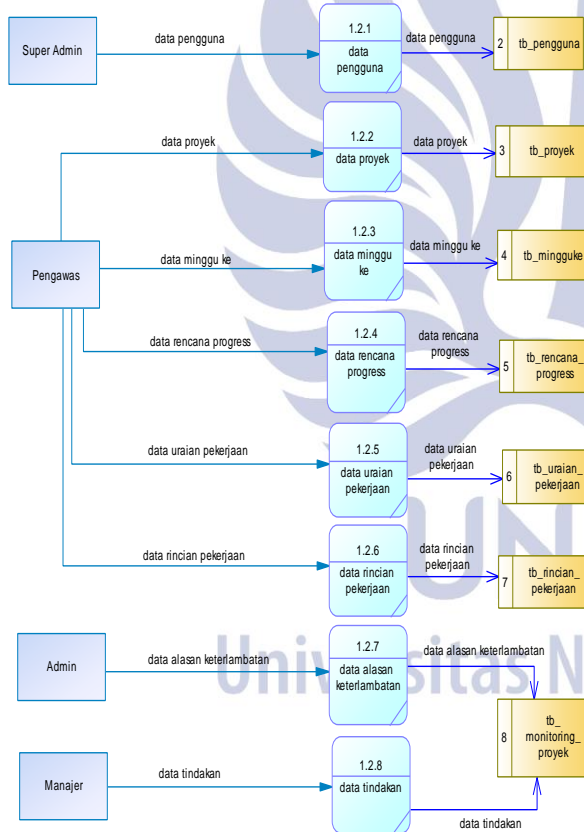 data pengguna
Super Admin
1.2.1
data
pengguna
data pengguna
2
tb_pengguna
data proyek
1.2.2
data proyek
data proyek
3
tb_proyek
Pengawas
data minggu ke
1.2.3
data minggu
ke
data minggu ke
4
tb_mingguke
data rencana progress
1.2.4
data rencana
progress
data rencana
progress
5
tb_rencana_
progress
data uraian pekerjaan
1.2.5
data uraian
pekerjaan
data uraian
pekerjaan
6
tb_uraian_
pekerjaan
data rincian pekerjaan
1.2.6
data rincian
pekerjaan
data rincian
pekerjaan
7
tb_rincian_
pekerjaan
UN
Admin
data alasan keterlambatan
1.2.7
data alasan
keterlambatan
data alasan keterlambatan
Universitas N
8
tb_
monitoring_
proyek
Manajer
data tindakan
1.2.8
data tindakan
data tindakan